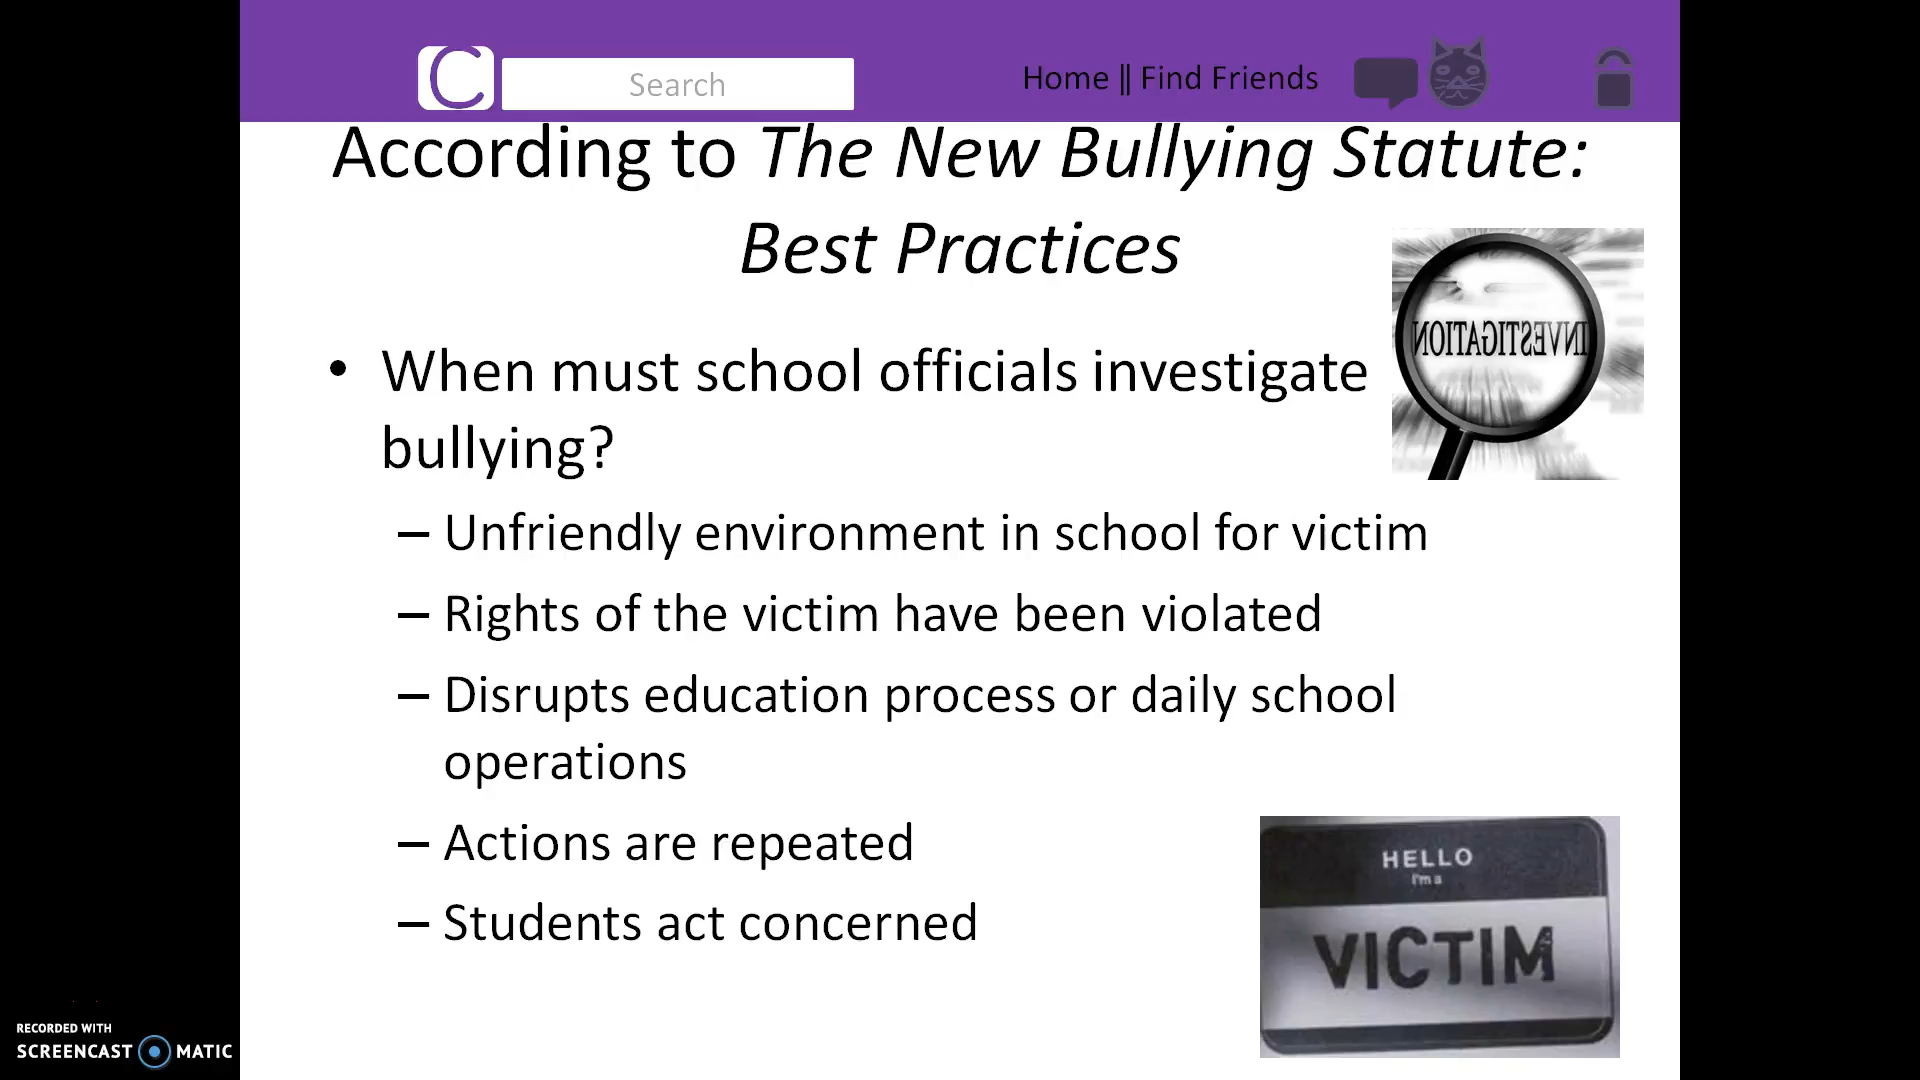 C
Search
Home || Find Friends
According to The New Bullying Statute:
Best Practices
INVESTIGATION
• When must school officials investigate
bullying?
– Unfriendly environment in school for victim
– Rights of the victim have been violated
– Disrupts education process or daily school
operations
– Actions are repeated
– Students act concerned
HELLO
I'm a
VICTIM
RECORDED WITH
SCREENCAST MATIC